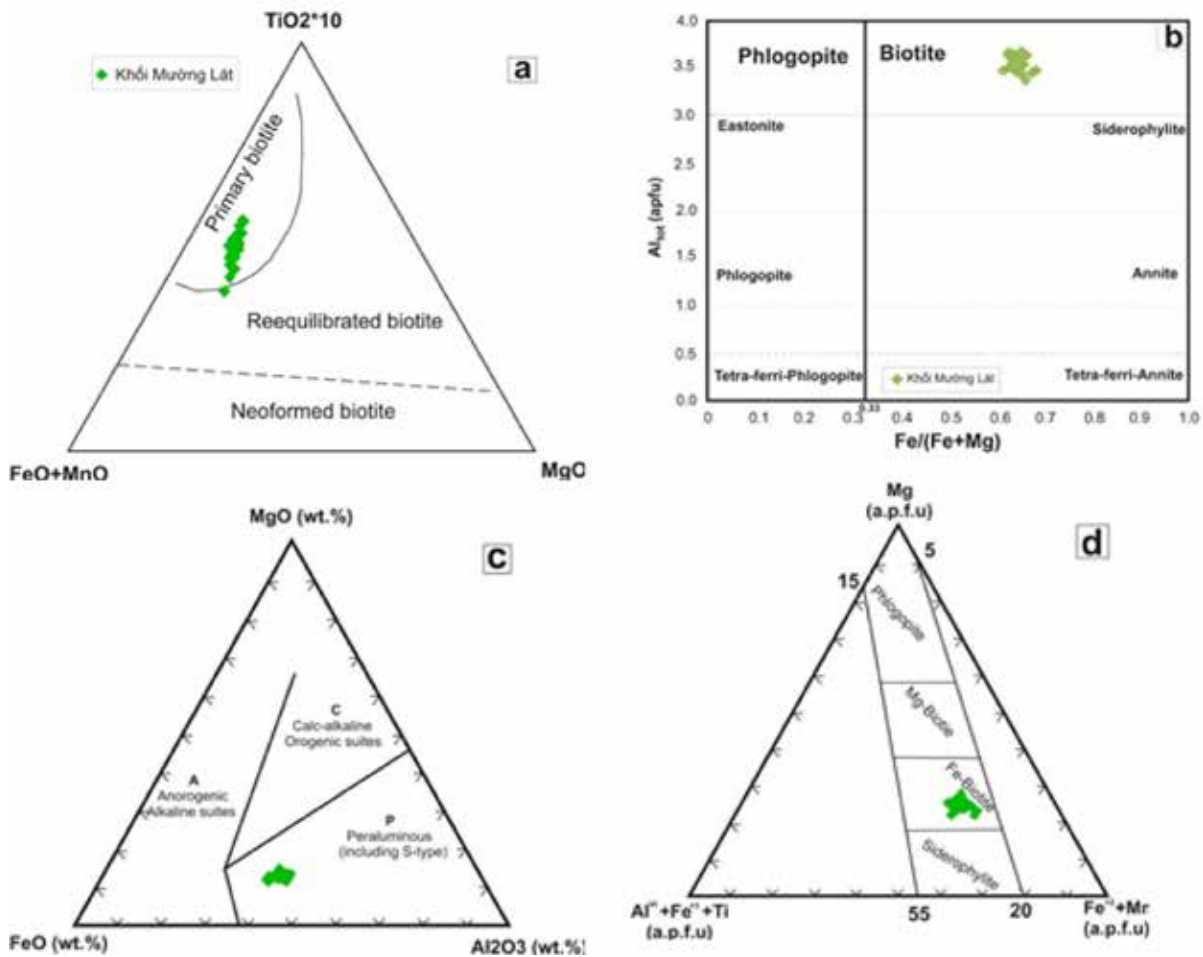 TiO2*10
a
Khối Mường Lát
Primary biotite
Reequilibrated biotite
Neoformed biotite
FeO+MnO
MgO
b
4.0
3.5
3.0
2.5
2.0
1.5
1.0
0.5
0.0
Al tot (apfu)
Phlogopite
Biotite
Eastonite
Siderophylite
Phlogopite
Annite
Tetra-ferri-Phlogopite
Khối Mường Lát
Tetra-ferri-Annite
0 0.1 0.2 0.3 0.33 0.4 0.5 0.6 0.7 0.8 0.9 1.0
Fe/(Fe+Mg)
MgO (wt.%)
c
C
Calc-alkaline
Orogenic suites
A
Anorogenic
Alkaline suites
P
Peraluminous
(including S-type)
FeO (wt.%)
Al2O3 (wt.%)
Mg
(a.p.f.u)
d
5
15
Phlogopite
Mg-Biotie
Fe-Biotite
Siderophylite
55
20
+Ti
(a.p.f.u)
+Mr
(a.p.f.u)